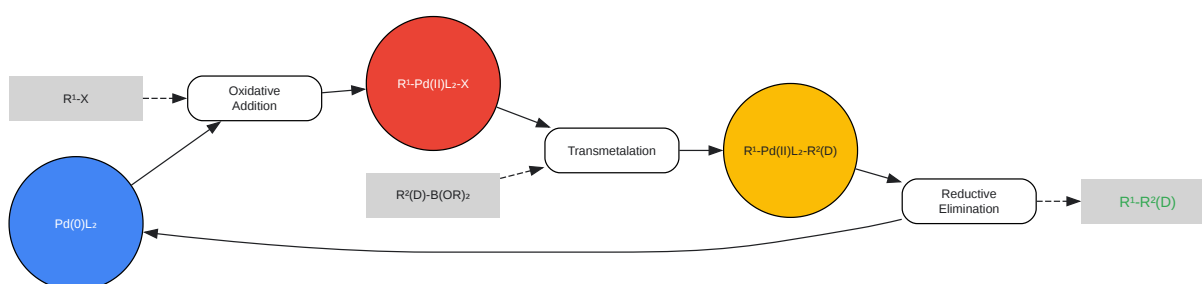 R¹-X
Oxidative
Addition
R¹-Pd(II)L₂-X
Pd(0)L₂
R²(D)-B(OR)₂
Transmetalation
R¹-Pd(II)L₂-R²(D)
Reductive
Elimination
R¹-R²(D)